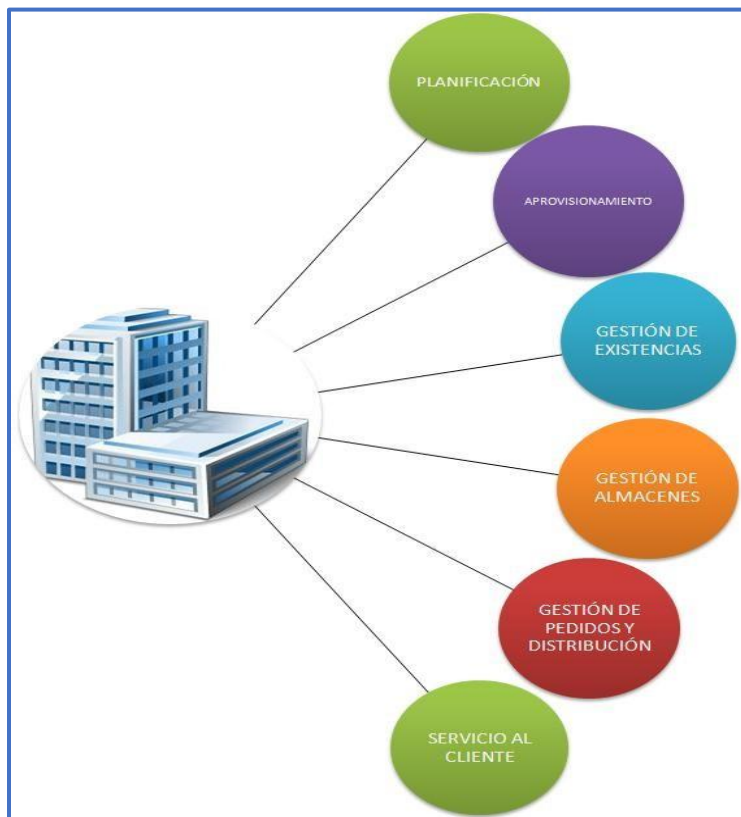 PLANIFICACIÓN
APROVISIONAMIENTO
GESTIÓN DE
EXISTENCIAS
GESTIÓN DE
ALMACENES
GESTIÓN DE
PEDIDOS Y
DISTRIBUCIÓN
SERVICIO AL
CLIENTE